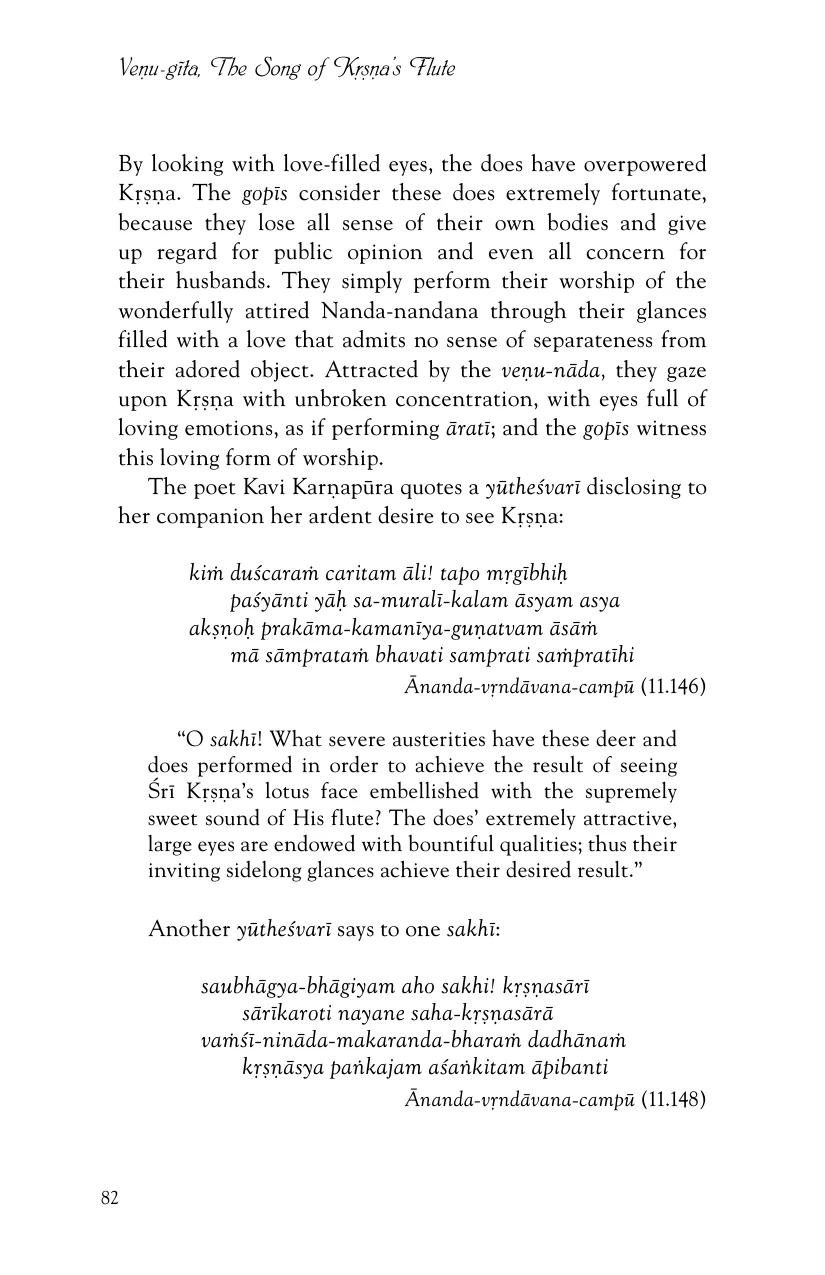 Veṇu-gīta, The Song of Kṛṣṇa’s Flute
By looking with love-filled eyes, the does have overpowered
Kṛṣṇa. The gopīs consider these does extremely fortunate,
because they lose all sense of their own bodies and give
up regard for public opinion and even all concern for
their husbands. They simply perform their worship of the
wonderfully attired Nanda-nandana through their glances
filled with a love that admits no sense of separateness from
their adored object. Attracted by the veṇu-nāda, they gaze
upon Kṛṣṇa with unbroken concentration, with eyes full of
loving emotions, as if performing āratī; and the gopīs witness
this loving form of worship.
The poet Kavi Karṇapūra quotes a yūtheśvarī disclosing to
her companion her ardent desire to see Kṛṣṇa:
kiṁ duścaraṁ caritam āli! tapo mṛgībhiḥ
paśyānti yāḥ sa-muralī-kalam āsyam asya
akṣṇoḥ prakāma-kamanīya-guṇatvam āsāṁ
mā sāmprataṁ bhavati samprati saṁpratīhi
Ānanda-vṛndāvana-campū (11.146)
“O sakhī! What severe austerities have these deer and
does performed in order to achieve the result of seeing
Śrī Kṛṣṇa’s lotus face embellished with the supremely
sweet sound of His flute? The does’ extremely attractive,
large eyes are endowed with bountiful qualities; thus their
inviting sidelong glances achieve their desired result.”
Another yūtheśvarī says to one sakhī:
saubhāgya-bhāgiyam aho sakhi! kṛṣṇasārī
sārīkaroti nayane saha-kṛṣṇasārā
vaṁśī-nināda-makaranda-bharaṁ dadhānaṁ
kṛṣṇāsya paṅkajam aśaṅkitam āpibanti
Ānanda-vṛndāvana-campū (11.148)
82